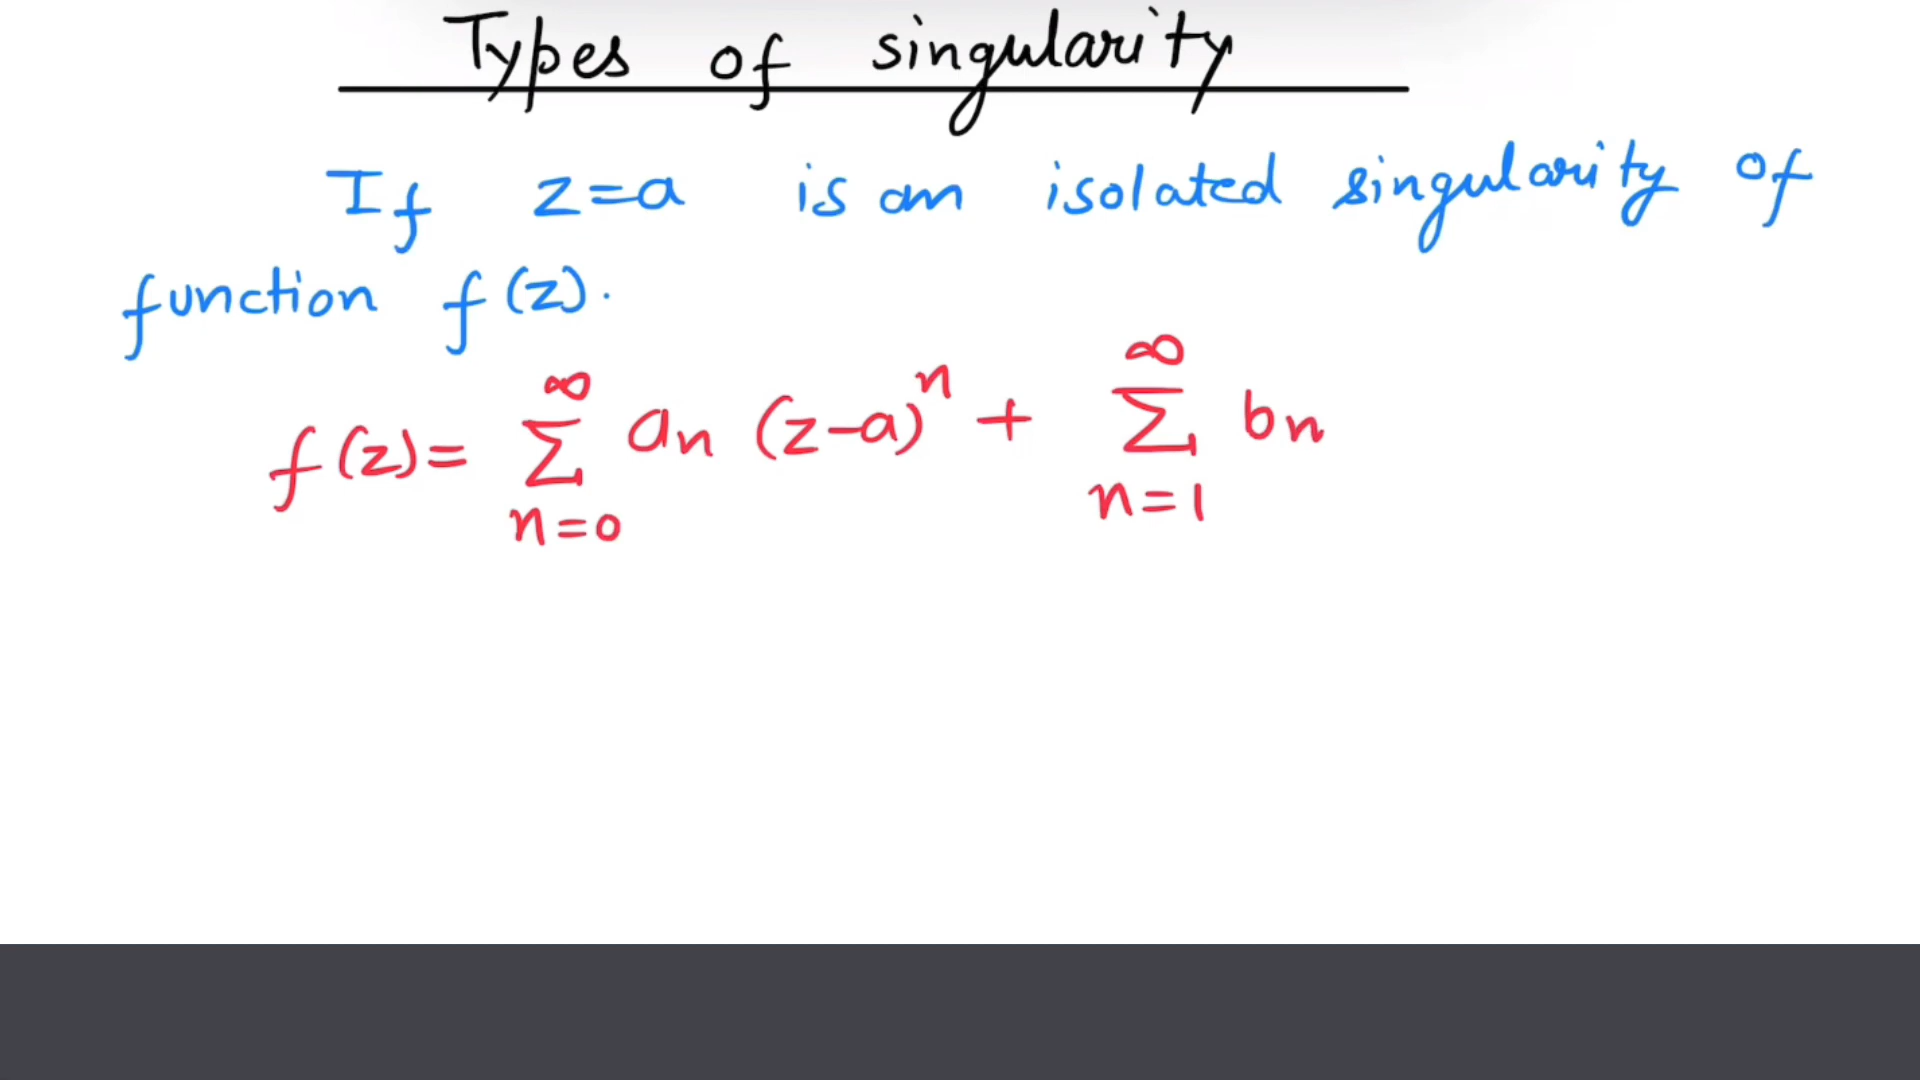 Types of singularity
If z=a is an isolated singularity of
function f(z).
f(z)= ∞∑n=0 an (z-a)^n + ∞∑n=1 bn